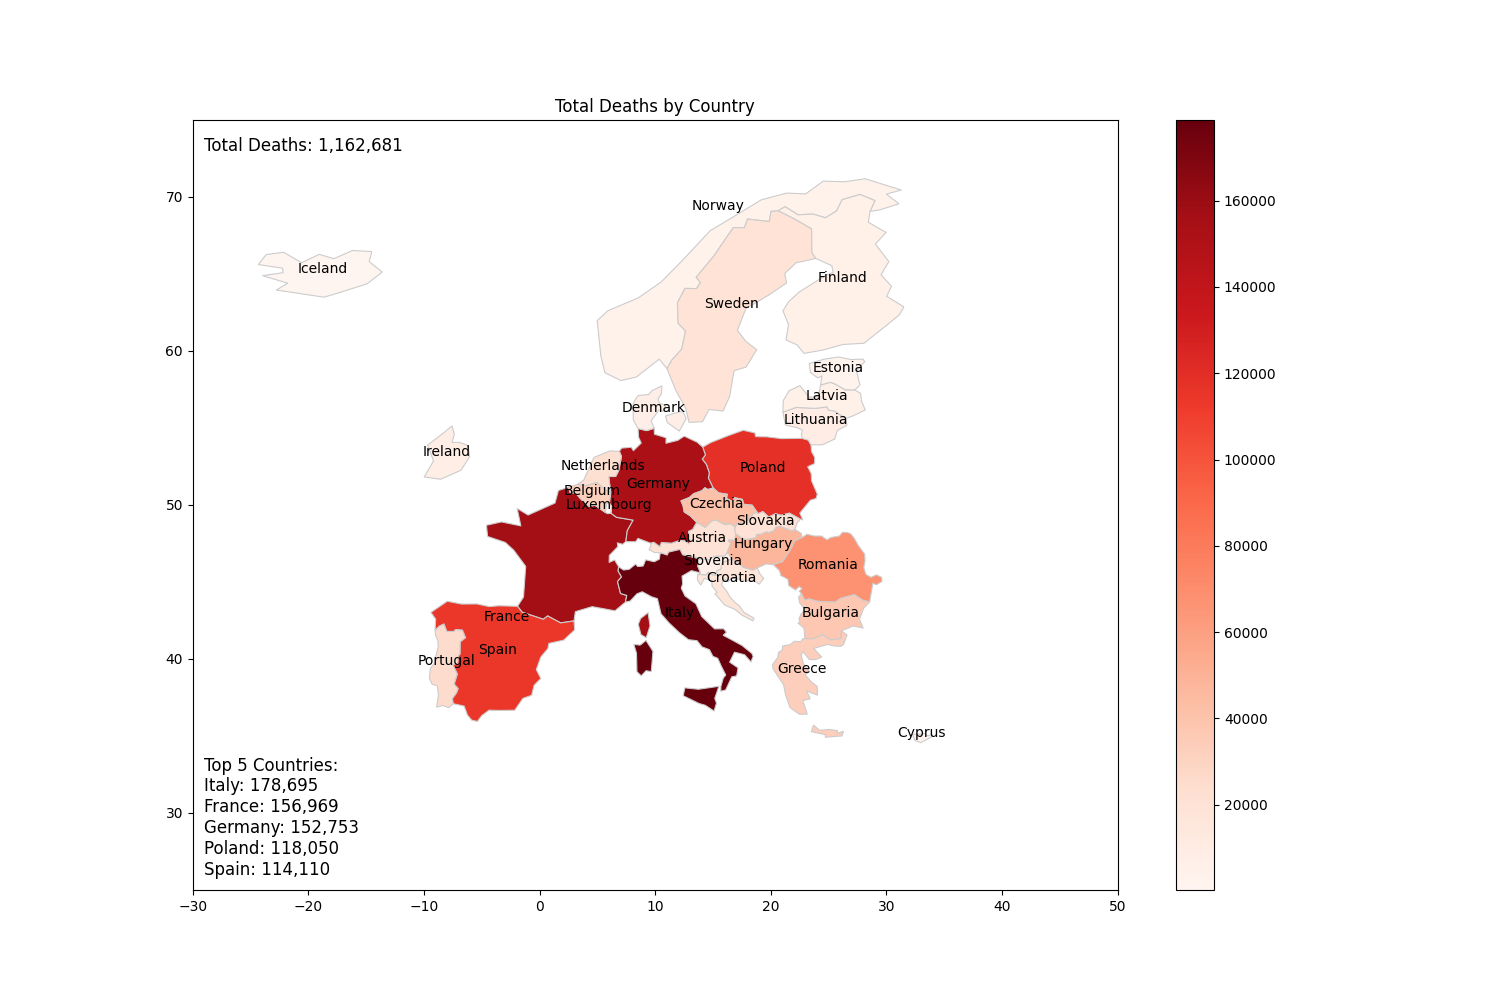 Total Deaths by Country
Total Deaths: 1,162,681
Norway
Iceland
Finland
Sweden
Estonia
Latvia
Denmark
Lithuania
Ireland
Netherlands
Poland
Germany
Belgium
Czechia
Luxembourg
Slovakia
Austria
Hungary
Slovenia
Romania
Croatia
Italy
Bulgaria
France
Spain
Portugal
Greece
Cyprus
Top 5 Countries:
Italy: 178,695
France: 156,969
Germany: 152,753
Poland: 118,050
Spain: 114,110
70
60
50
40
30
−30
−20
−10
0
10
20
30
40
50
160000
140000
120000
100000
80000
60000
40000
20000